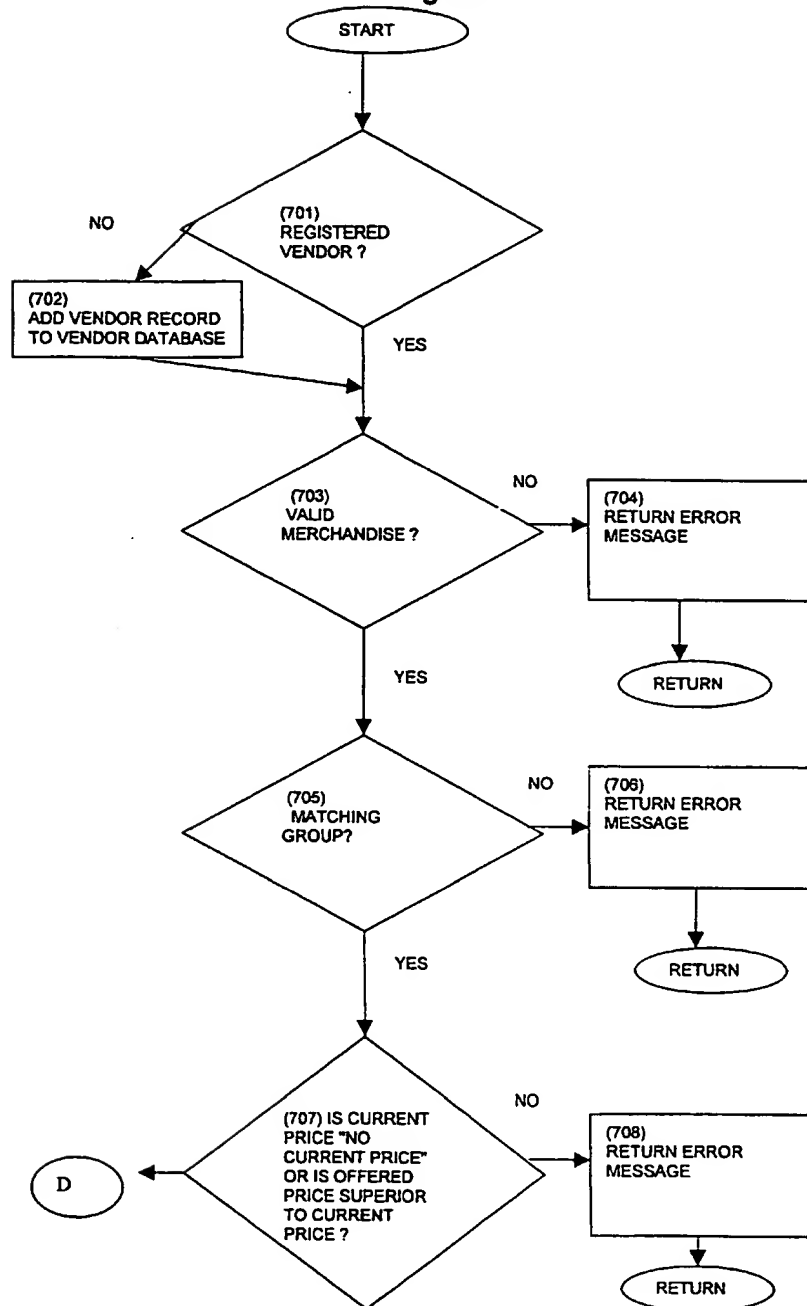 START
(701)
REGISTERED
VENDOR ?
NO
(702)
ADD VENDOR RECORD
TO VENDOR DATABASE
YES
(703)
VALID
MERCHANDISE ?
NO
(704)
RETURN ERROR
MESSAGE
RETURN
YES
(705)
MATCHING
GROUP?
NO
(706)
RETURN ERROR
MESSAGE
RETURN
YES
(707) IS CURRENT
PRICE "NO
CURRENT PRICE"
OR IS OFFERED
PRICE SUPERIOR
TO CURRENT
PRICE ?
NO
(708)
RETURN ERROR
MESSAGE
RETURN
D